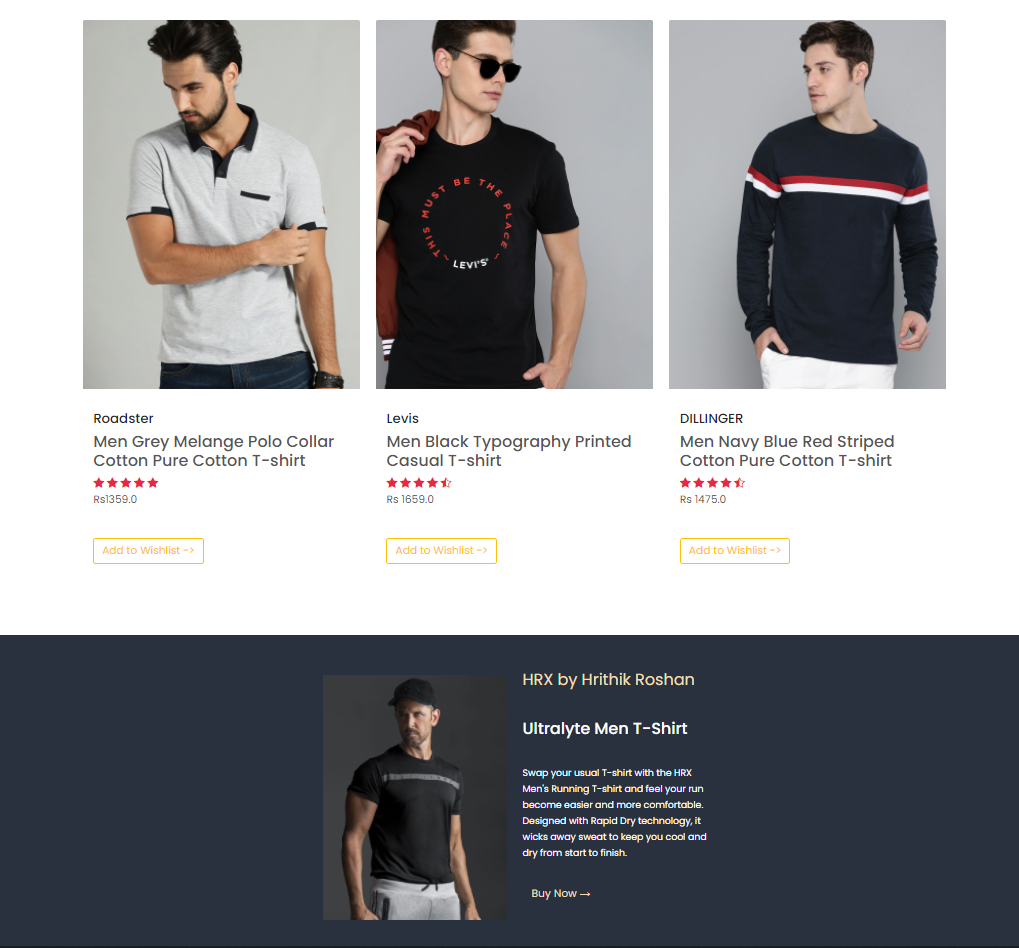 THIS MUST BE THE PLACE
LEVI'S
Roadster
Men Grey Melange Polo Collar
Cotton Pure Cotton T-shirt
Rs1359.0
Add to Wishlist ->
Levis
Men Black Typography Printed
Casual T-shirt
Rs 1659.0
Add to Wishlist ->
DILLINGER
Men Navy Blue Red Striped
Cotton Pure Cotton T-shirt
Rs 1475.0
Add to Wishlist ->
HRX by Hrithik Roshan
Ultralyte Men T-Shirt
Swap your usual T-shirt with the HRX
Men's Running T-shirt and feel your run
become easier and more comfortable.
Designed with Rapid Dry technology, it
wicks away sweat to keep you cool and
dry from start to finish.
Buy Now →